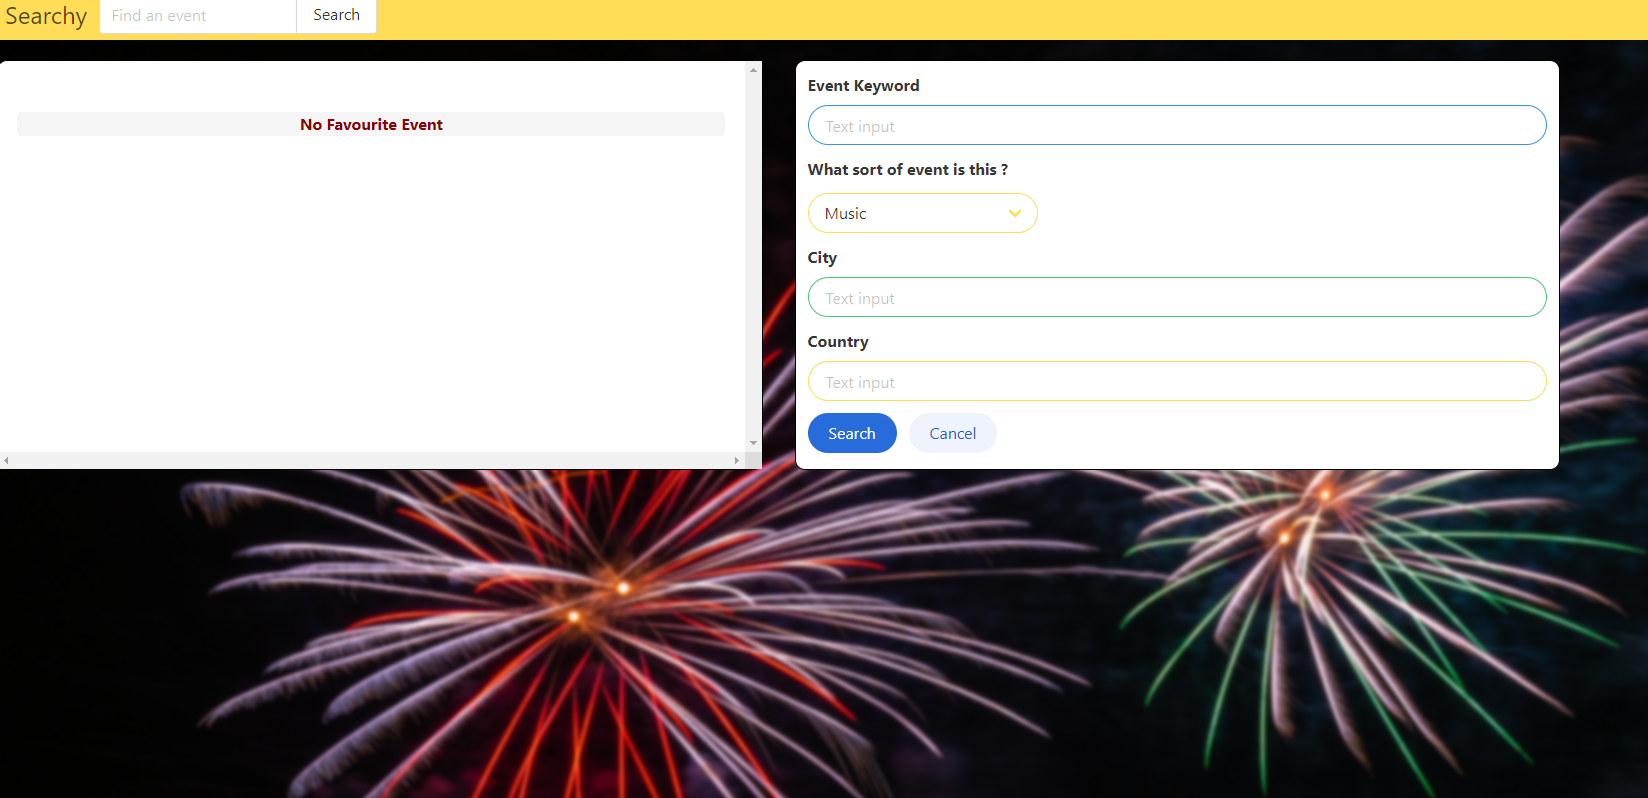 Searchy Find an event Search
No Favourite Event
Event Keyword
Text input
What sort of event is this ?
Music
City
Text input
Country
Text input
Search Cancel